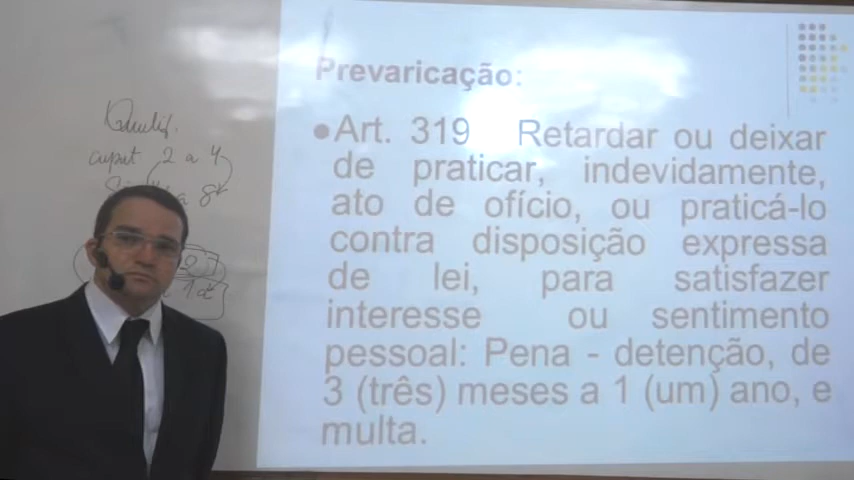 Prevaricação:
Art. 319 Retardar ou deixar
de praticar, indevidamente,
ato de ofício, ou praticá-lo
contra disposição expressa
de lei, para satisfazer
interesse ou sentimento
pessoal: Pena - detenção, de
3 (três) meses a 1 (um) ano, e
multa.
caput 2 a 4
a 8